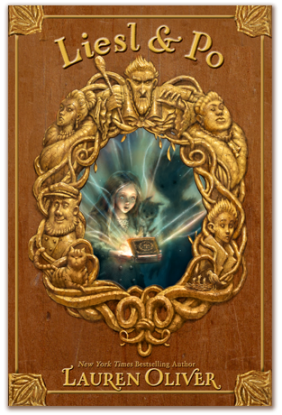 Liesl & Po
New York Times Bestselling Author
LAUREN OLIVER